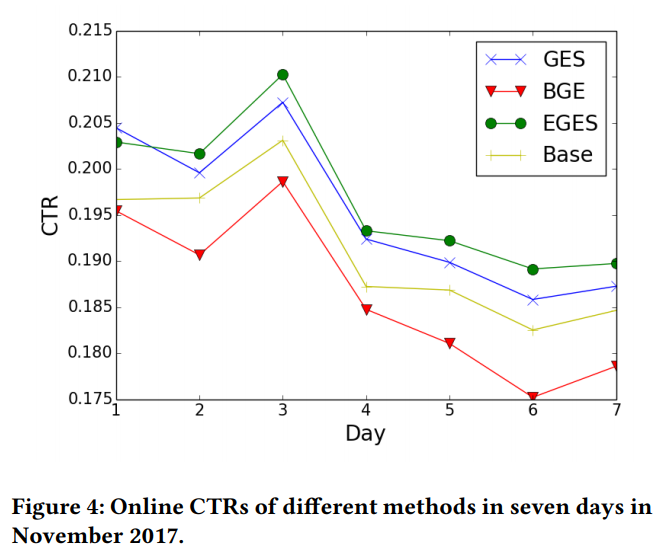 0.215
0.210
0.205
0.200
0.195
0.190
0.185
0.180
0.175
CTR
1 2 3 4 5 6 7
Day
GES
BGE
EGES
Base
Figure 4: Online CTRs of different methods in seven days in
November 2017.